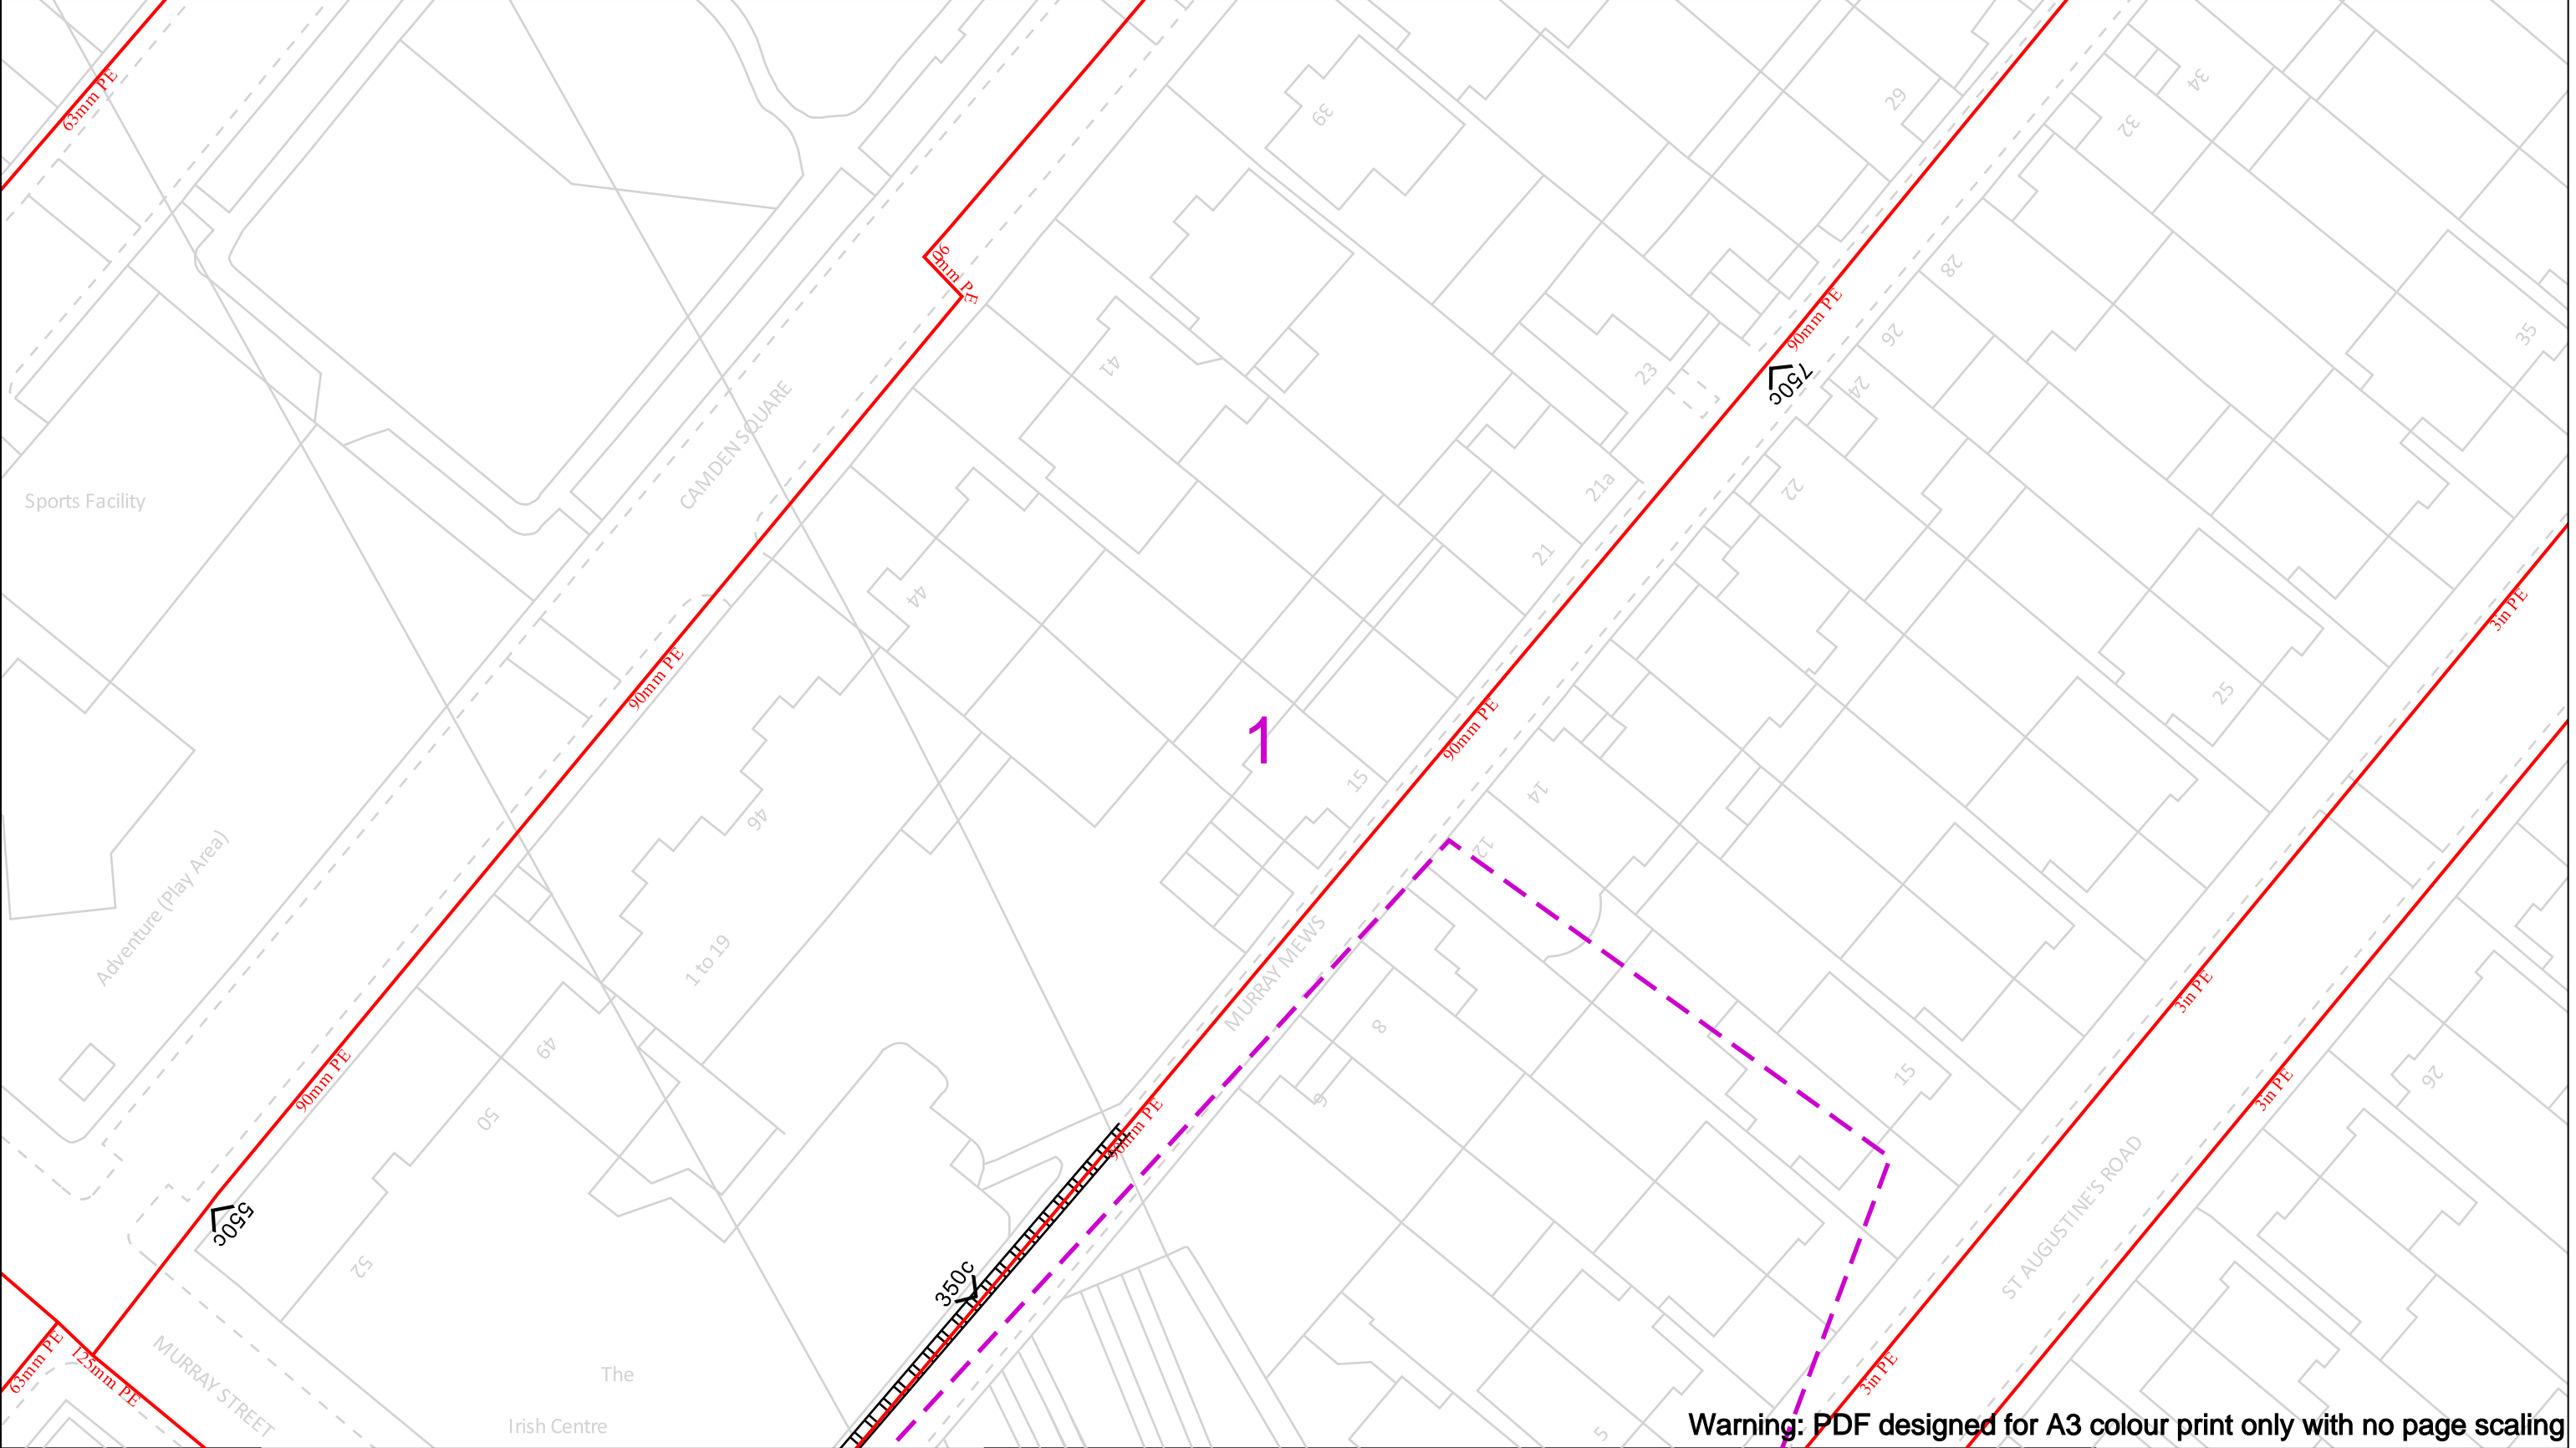 63mm PE
39
29
34
32
90mm PE
28
90mm PE
26
35
41
23
750c
24
CAMDEN SQUARE
Sports Facility
21a
22
21
3in PE
44
90mm PE
25
1
90mm PE
15
14
46
12
Adventure (Play Area)
1 to 19
MURRAY MEWS
3in PE
8
49
90mm PE
15
26
3in PE
9
50
90mm PE
550c
ST AUGUSTINE'S ROAD
52
350c
63mm PE
125mm PE
MURRAY STREET
The
Irish Centre
3in PE
5
Warning: PDF designed for A3 colour print only with no page scaling